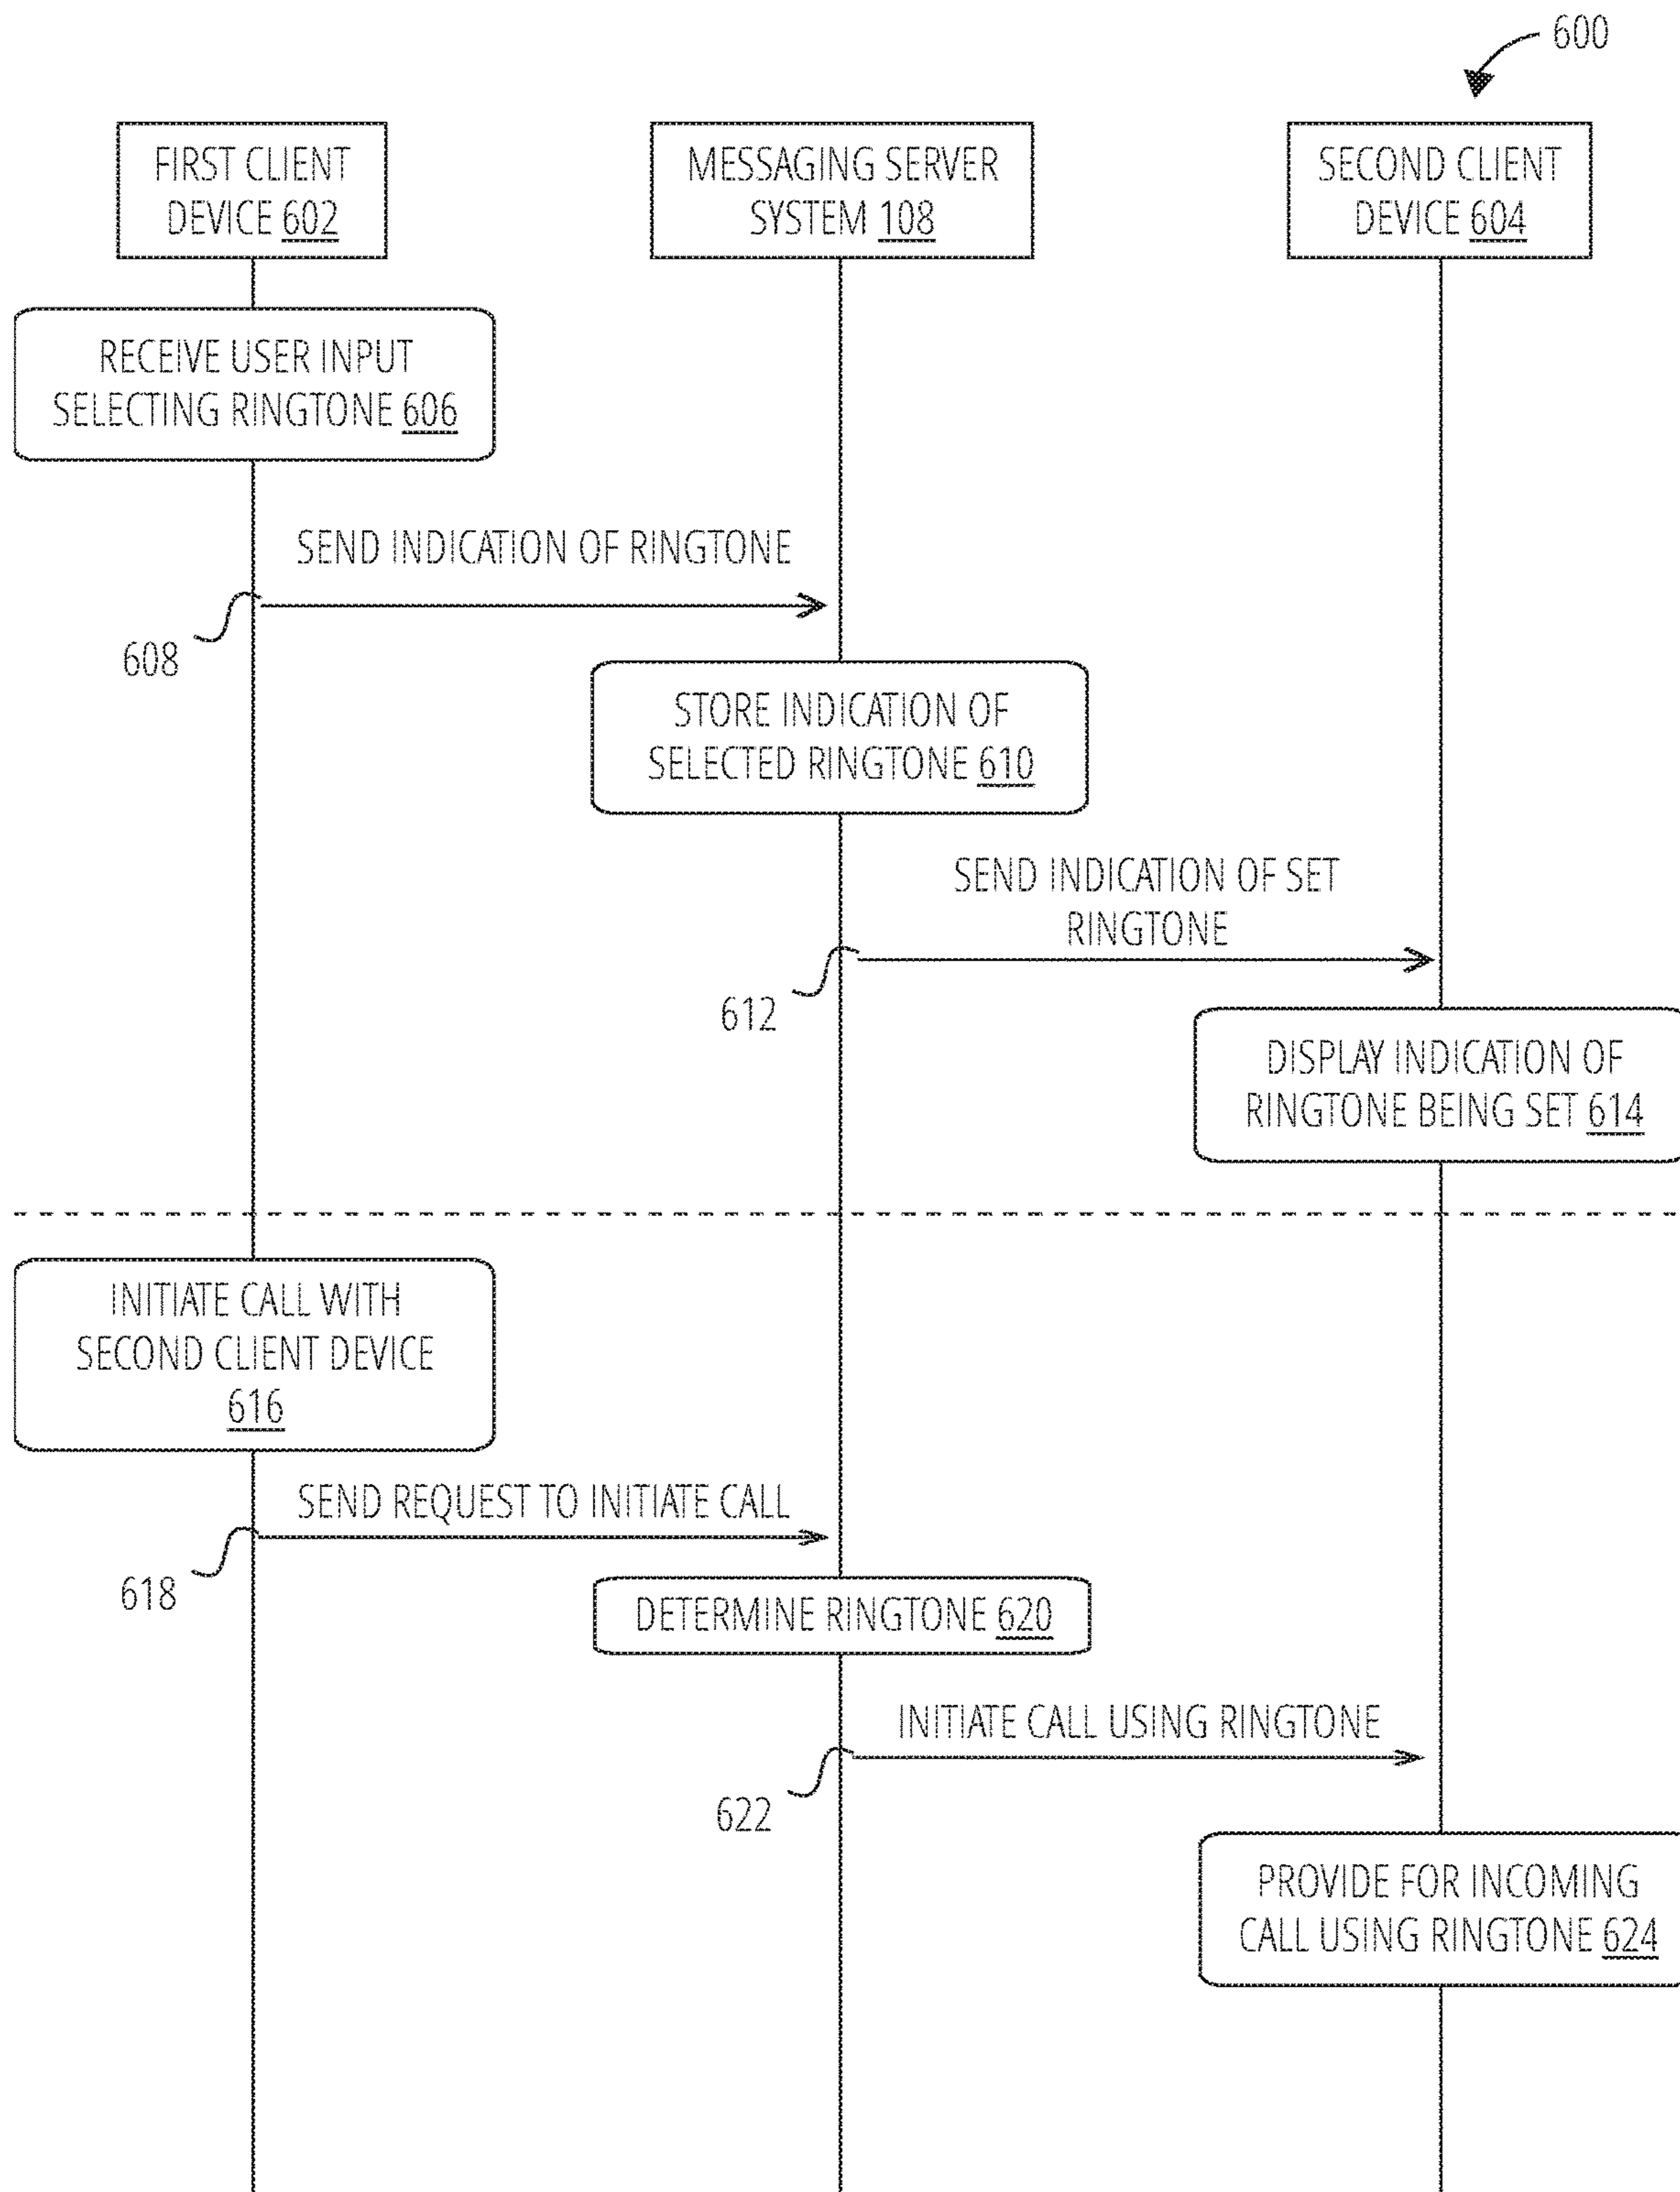 600
FIRST CLIENT
DEVICE 602
MESSAGING SERVER
SYSTEM 108
SECOND CLIENT
DEVICE 604
RECEIVE USER INPUT
SELECTING RINGTONE 606
SEND INDICATION OF RINGTONE
608
STORE INDICATION OF
SELECTED RINGTONE 610
SEND INDICATION OF SET
RINGTONE
612
DISPLAY INDICATION OF
RINGTONE BEING SET 614
INITIATE CALL WITH
SECOND CLIENT DEVICE
616
SEND REQUEST TO INITIATE CALL
618
DETERMINE RINGTONE 620
INITIATE CALL USING RINGTONE
622
PROVIDE FOR INCOMING
CALL USING RINGTONE 624